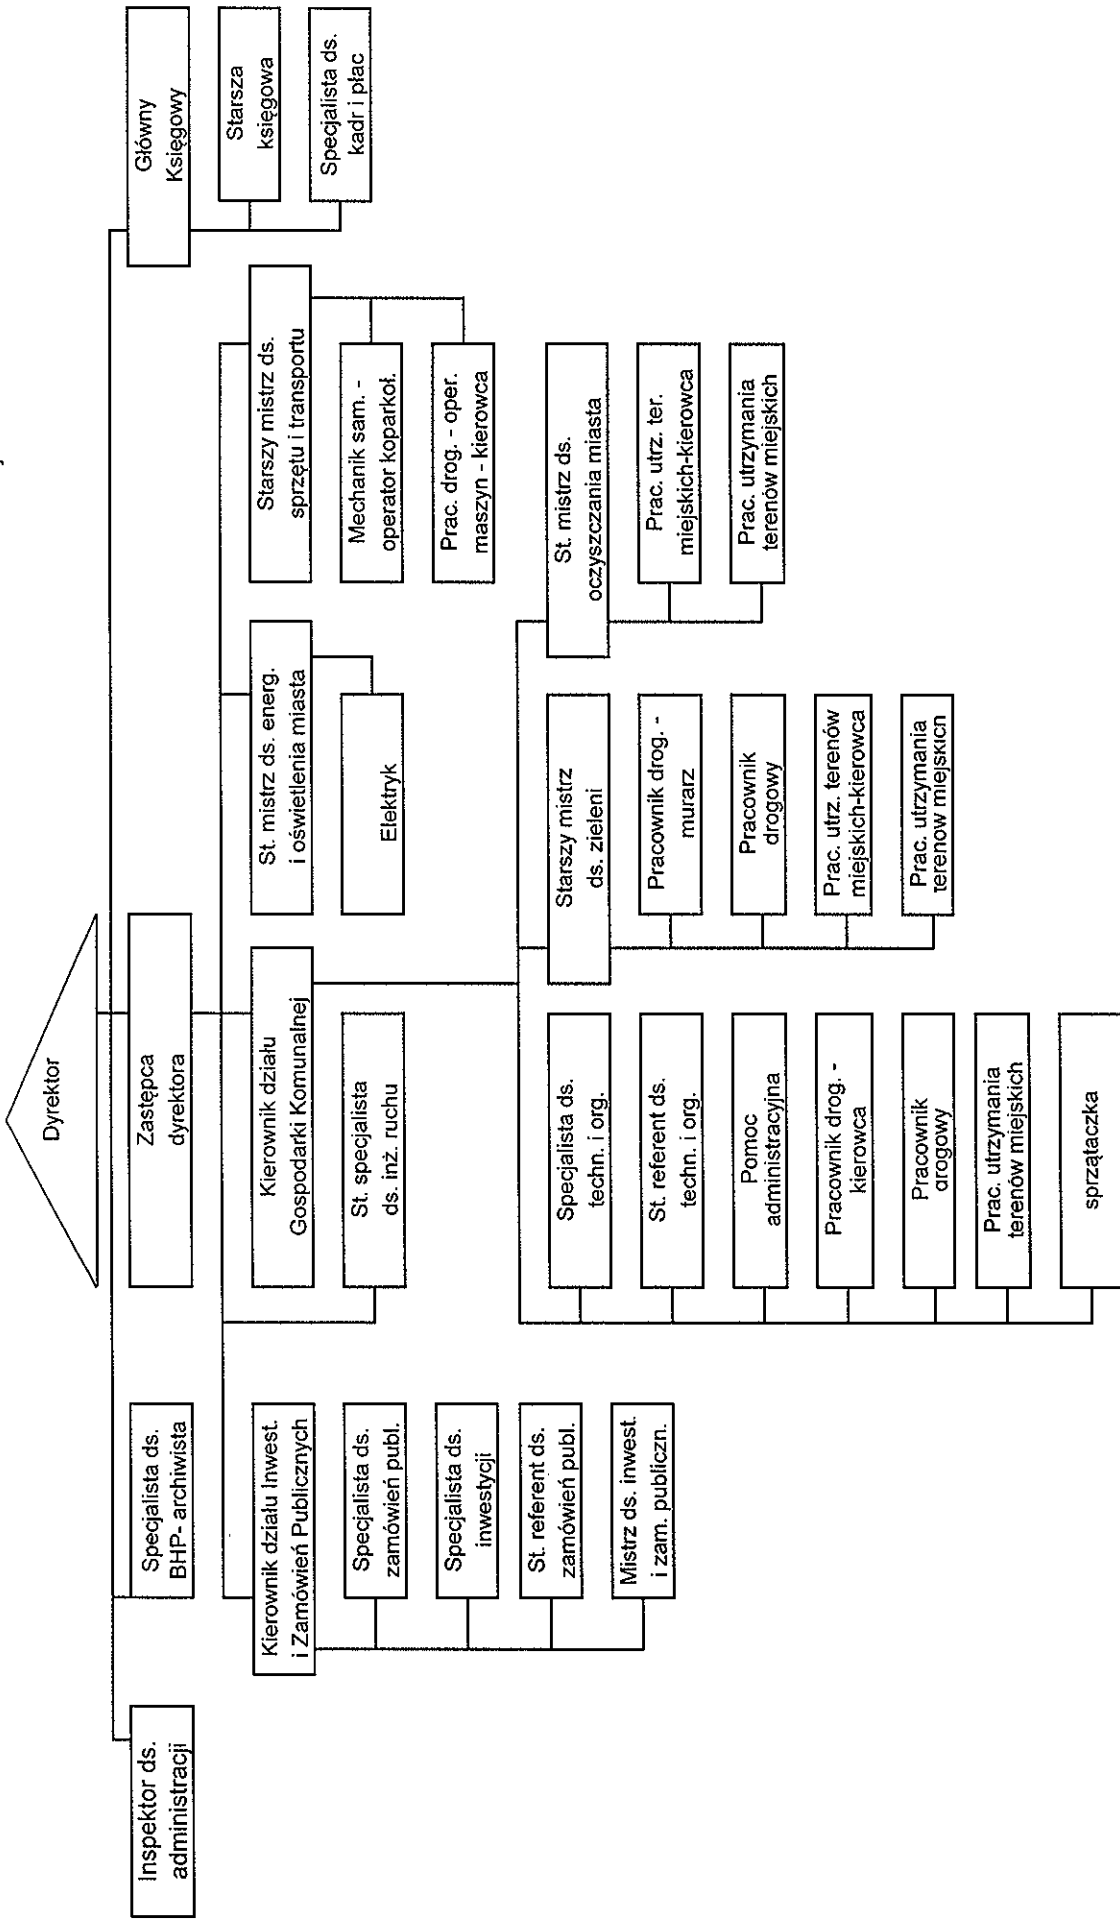 Dyrektor
Inspektor ds.
administracji
Specjalista ds.
BHP- archiwista
Zastępca
dyrektora
Główny
Księgowy
Starsza
księgowa
Specjalista ds.
kadr i płac
Kierownik działu Inwest.
i Zamówień Publicznych
Specjalista ds.
zamówień publ.
Specjalista ds.
inwestycji
St. referent ds.
zamówień publ.
Mistrz ds. inwest.
i zam. publiczn.
Kierownik działu
Gospodarki Komunalnej
St. specjalista
ds. inż. ruchu
St. mistrz ds. energ.
i oświetlenia miasta
Elektryk
Starszy mistrz ds.
sprzętu i transportu
Mechanik sam. -
operator koparkoł.
Prac. drog. - oper.
maszyn - kierowca
Specjalista ds.
techn. i org.
St. referent ds.
techn. i org.
Pomoc
administracyjna
Pracownik drog. -
kierowca
Pracownik
drogowy
Prac. utrzymania
terenów miejskich
sprzątaczka
Starszy mistrz
ds. zieleni
Pracownik drog. -
murarz
Pracownik
drogowy
Prac. utrz. terenów
miejskich-kierowca
Prac. utrzymania
terenów miejskich
St. mistrz ds.
oczyszczania miasta
Prac. utrz. ter.
miejskich-kierowca
Prac. utrzymania
terenów miejskich